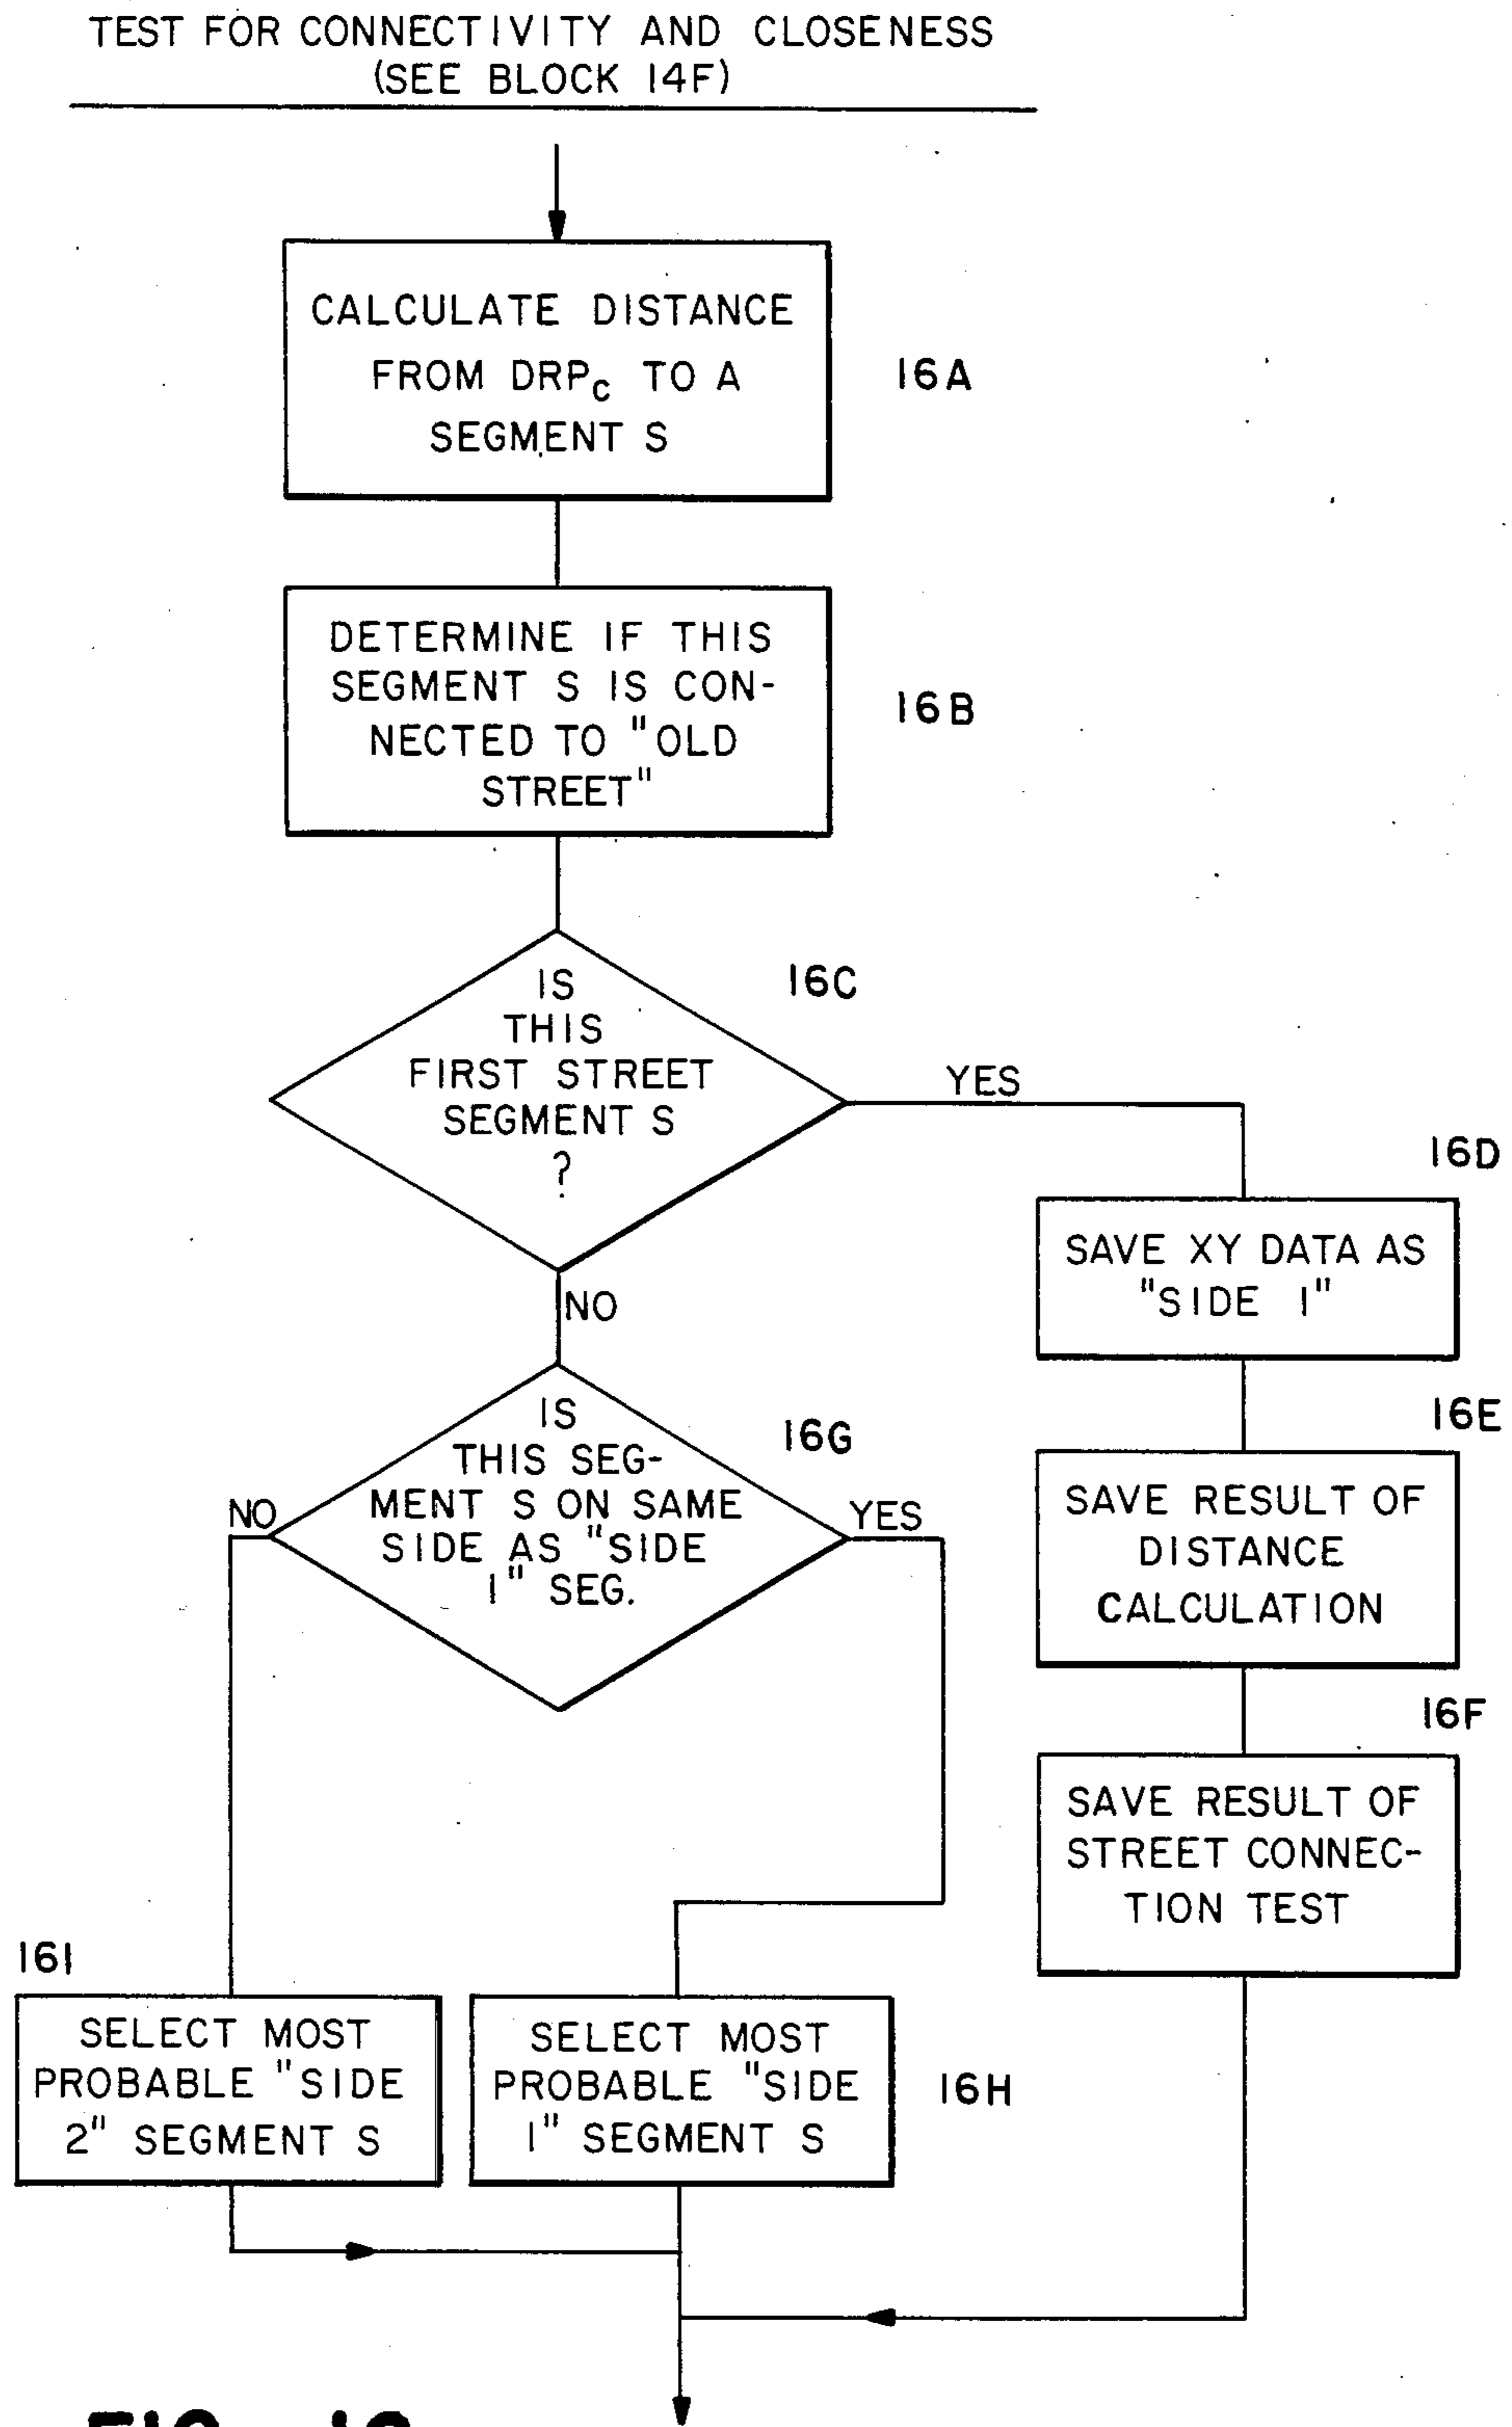 TEST FOR CONNECTIVITY AND CLOSENESS
(SEE BLOCK 14F)
CALCULATE DISTANCE
FROM DRPc TO A
SEGMENT S
16A
DETERMINE IF THIS
SEGMENT S IS CON-
NECTED TO "OLD
STREET"
16B
IS
THIS
FIRST STREET
SEGMENT S
?
16C
YES
NO
16D
SAVE XY DATA AS
"SIDE 1"
16E
SAVE RESULT OF
DISTANCE
CALCULATION
16F
SAVE RESULT OF
STREET CONNEC-
TION TEST
IS
THIS SEG-
MENT S ON SAME
SIDE AS "SIDE
1" SEG.
16G
NO
YES
16I
SELECT MOST
PROBABLE "SIDE
2" SEGMENT S
SELECT MOST
PROBABLE "SIDE
1" SEGMENT S
16H